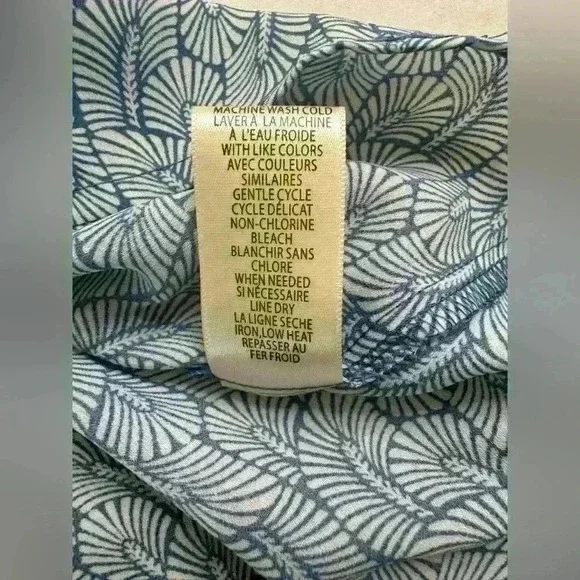 MACHINE WASH COLD
LAVER À LA MACHINE
À L'EAU FROIDE
WITH LIKE COLORS
AVEC COULEURS
SIMILAIRES
GENTLE CYCLE
CYCLE DÉLICAT
NON-CHLORINE
BLEACH
BLANCHIR SANS
CHLORE
WHEN NEEDED
SI NÉCESSAIRE
LINE DRY
LA LIGNE SECHE
IRON,LOW HEAT
REPASSER AU
FER FROID